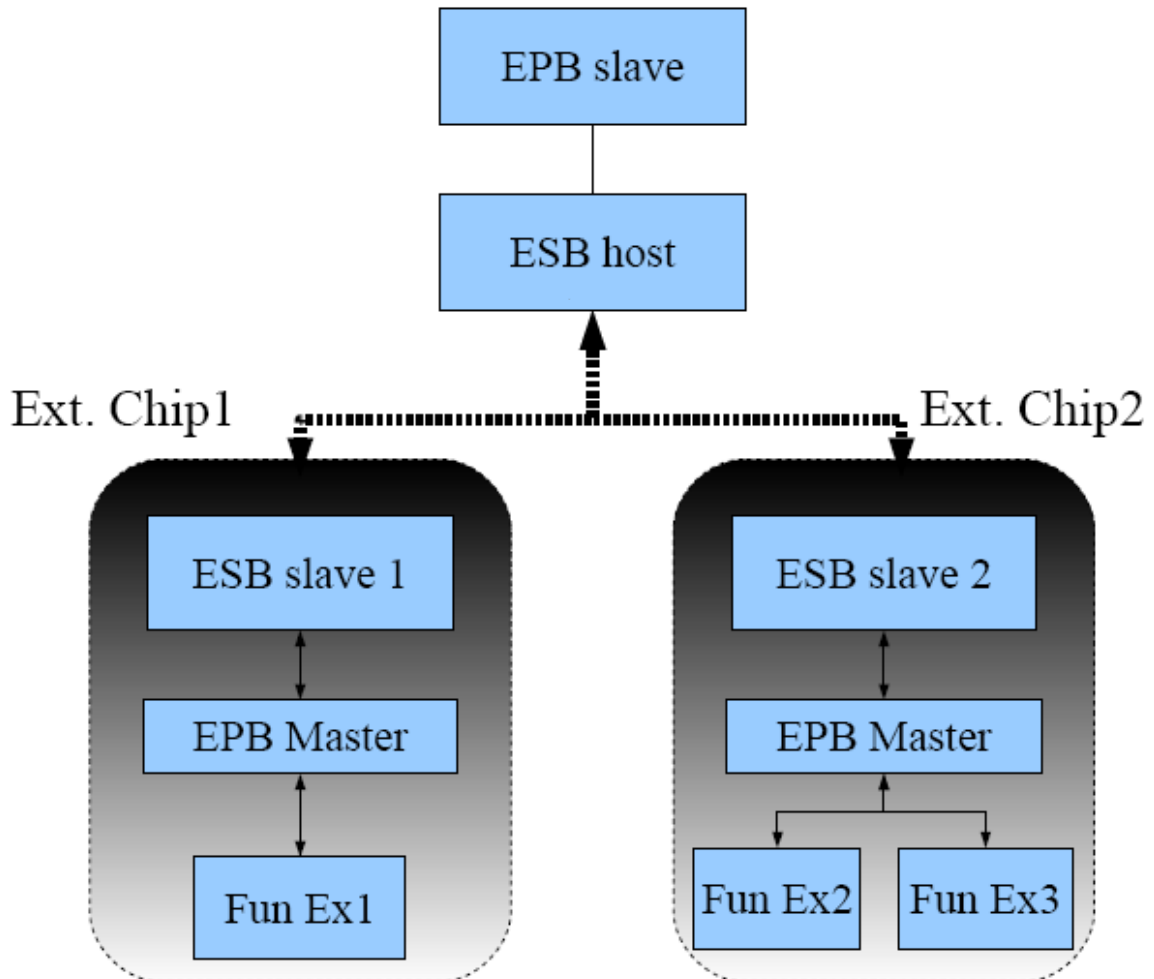 EPB slave
ESB host
Ext. Chip1
Ext. Chip2
ESB slave 1
ESB slave 2
EPB Master
EPB Master
Fun Ex1
Fun Ex2
Fun Ex3